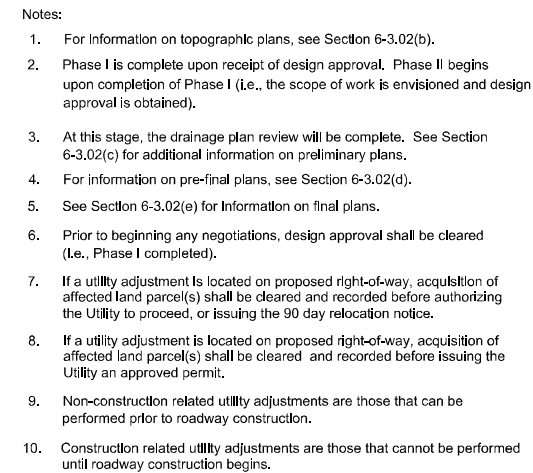 Notes:
1. For information on topographic plans, see Section 6-3.02(b).
2. Phase I is complete upon receipt of design approval. Phase II begins
upon completion of Phase I (i.e., the scope of work is envisioned and design
approval is obtained).
3. At this stage, the drainage plan review will be complete. See Section
6-3.02(c) for additional information on preliminary plans.
4. For information on pre-final plans, see Section 6-3.02(d).
5. See Section 6-3.02(e) for information on final plans.
6. Prior to beginning any negotiations, design approval shall be cleared
(i.e., Phase I completed).
7. If a utility adjustment is located on proposed right-of-way, acquisition of
affected land parcel(s) shall be cleared and recorded before authorizing
the Utility to proceed, or issuing the 90 day relocation notice.
8. If a utility adjustment is located on proposed right-of-way, acquisition of
affected land parcel(s) shall be cleared and recorded before issuing the
Utility an approved permit.
9. Non-construction related utility adjustments are those that can be
performed prior to roadway construction.
10. Construction related utility adjustments are those that cannot be performed
until roadway construction begins.